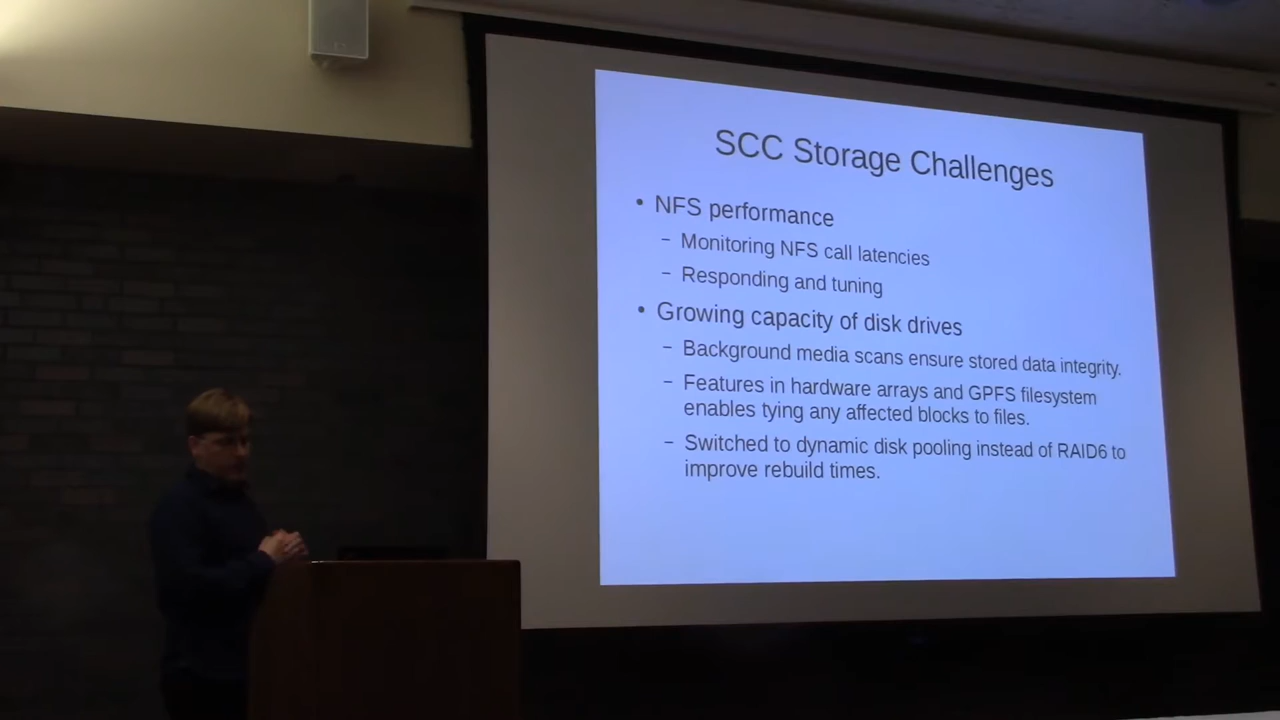 SCC Storage Challenges
• NFS performance
– Monitoring NFS call latencies
– Responding and tuning
• Growing capacity of disk drives
– Background media scans ensure stored data integrity.
– Features in hardware arrays and GPFS filesystem
enables tying any affected blocks to files.
– Switched to dynamic disk pooling instead of RAID6 to
improve rebuild times.